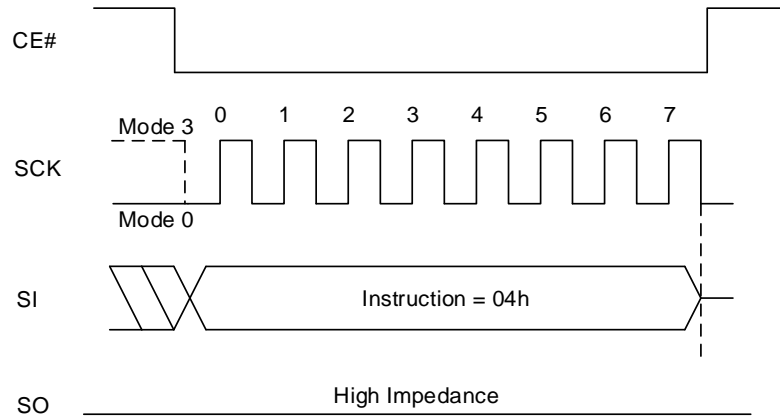 CE#
0 1 2 3 4 5 6 7
Mode 3
SCK
Mode 0
SI
Instruction = 04h
High Impedance
SO